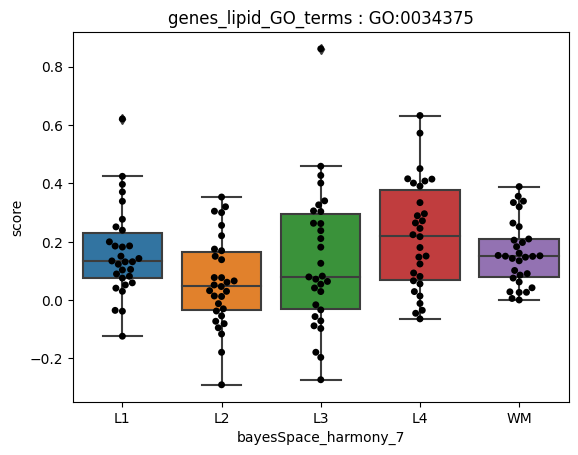 genes_lipid_GO_terms : GO:0034375
0.8
0.6
0.4
0.2
0.0
−0.2
score
L1 L2 L3 L4 WM
bayesSpace_harmony_7